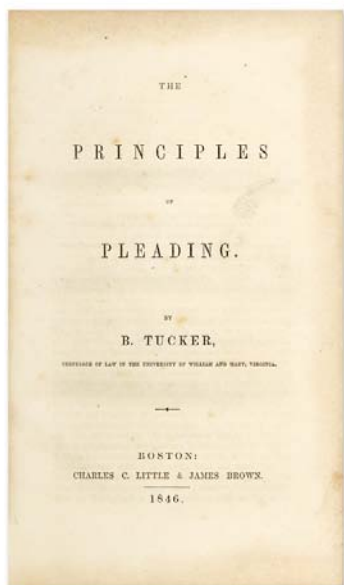 THE
PRINCIPLES
OF
PLEADING.
BY
B. TUCKER,
PROFESSOR OF LAW IN THE UNIVERSITY OF WILLIAM AND MARY, VIRGINIA.
BOSTON:
CHARLES C. LITTLE & JAMES BROWN.
1846.